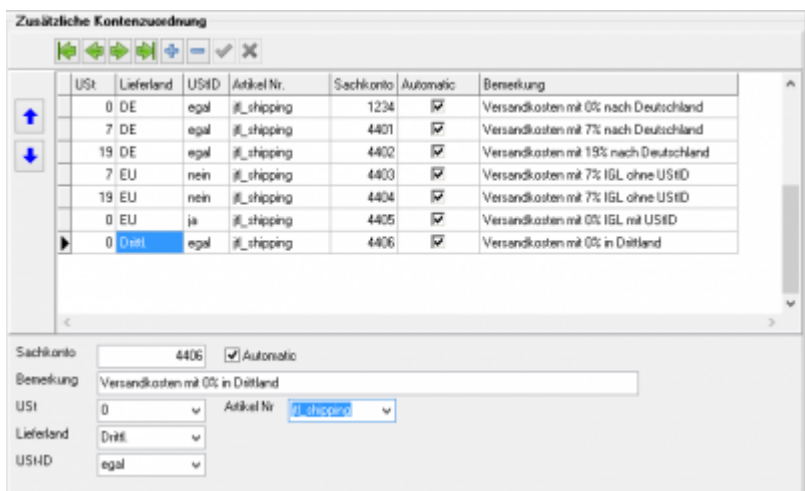 Zusätzliche Kontenzuordnung
USt Lieferland UStID Artikel Nr. Sachkonto Automatic Bemerkung
0 DE egal jtl_shipping 1234 Versandkosten mit 0% nach Deutschland
7 DE egal jtl_shipping 4401 Versandkosten mit 7% nach Deutschland
19 DE egal jtl_shipping 4402 Versandkosten mit 19% nach Deutschland
7 EU nein jtl_shipping 4403 Versandkosten mit 7% IGL ohne UStID
19 EU nein jtl_shipping 4404 Versandkosten mit 7% IGL ohne UStID
0 EU ja jtl_shipping 4405 Versandkosten mit 0% IGL mit UStID
0 Drittl. egal jtl_shipping 4406 Versandkosten mit 0% in Drittland
Sachkonto 4406 Automatic
Bemerkung Versandkosten mit 0% in Drittland
USt 0 Artikel Nr jtl_shipping
Lieferland Drittl.
USt-ID egal